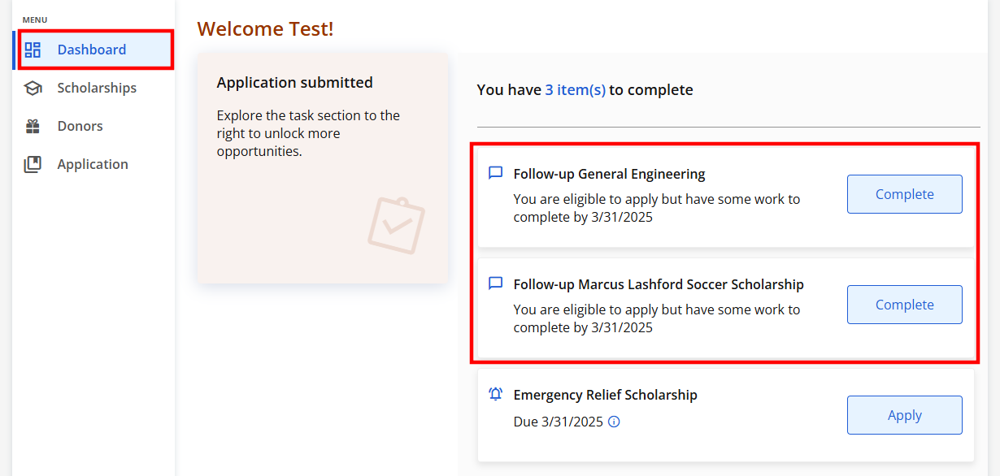 MENU
Dashboard
Scholarships
Donors
Application
Welcome Test!
Application submitted
Explore the task section to the
right to unlock more
opportunities.
You have 3 item(s) to complete
Follow-up General Engineering
You are eligible to apply but have some work to
complete by 3/31/2025
Complete
Follow-up Marcus Lashford Soccer Scholarship
You are eligible to apply but have some work to
complete by 3/31/2025
Complete
Emergency Relief Scholarship
Due 3/31/2025
Apply